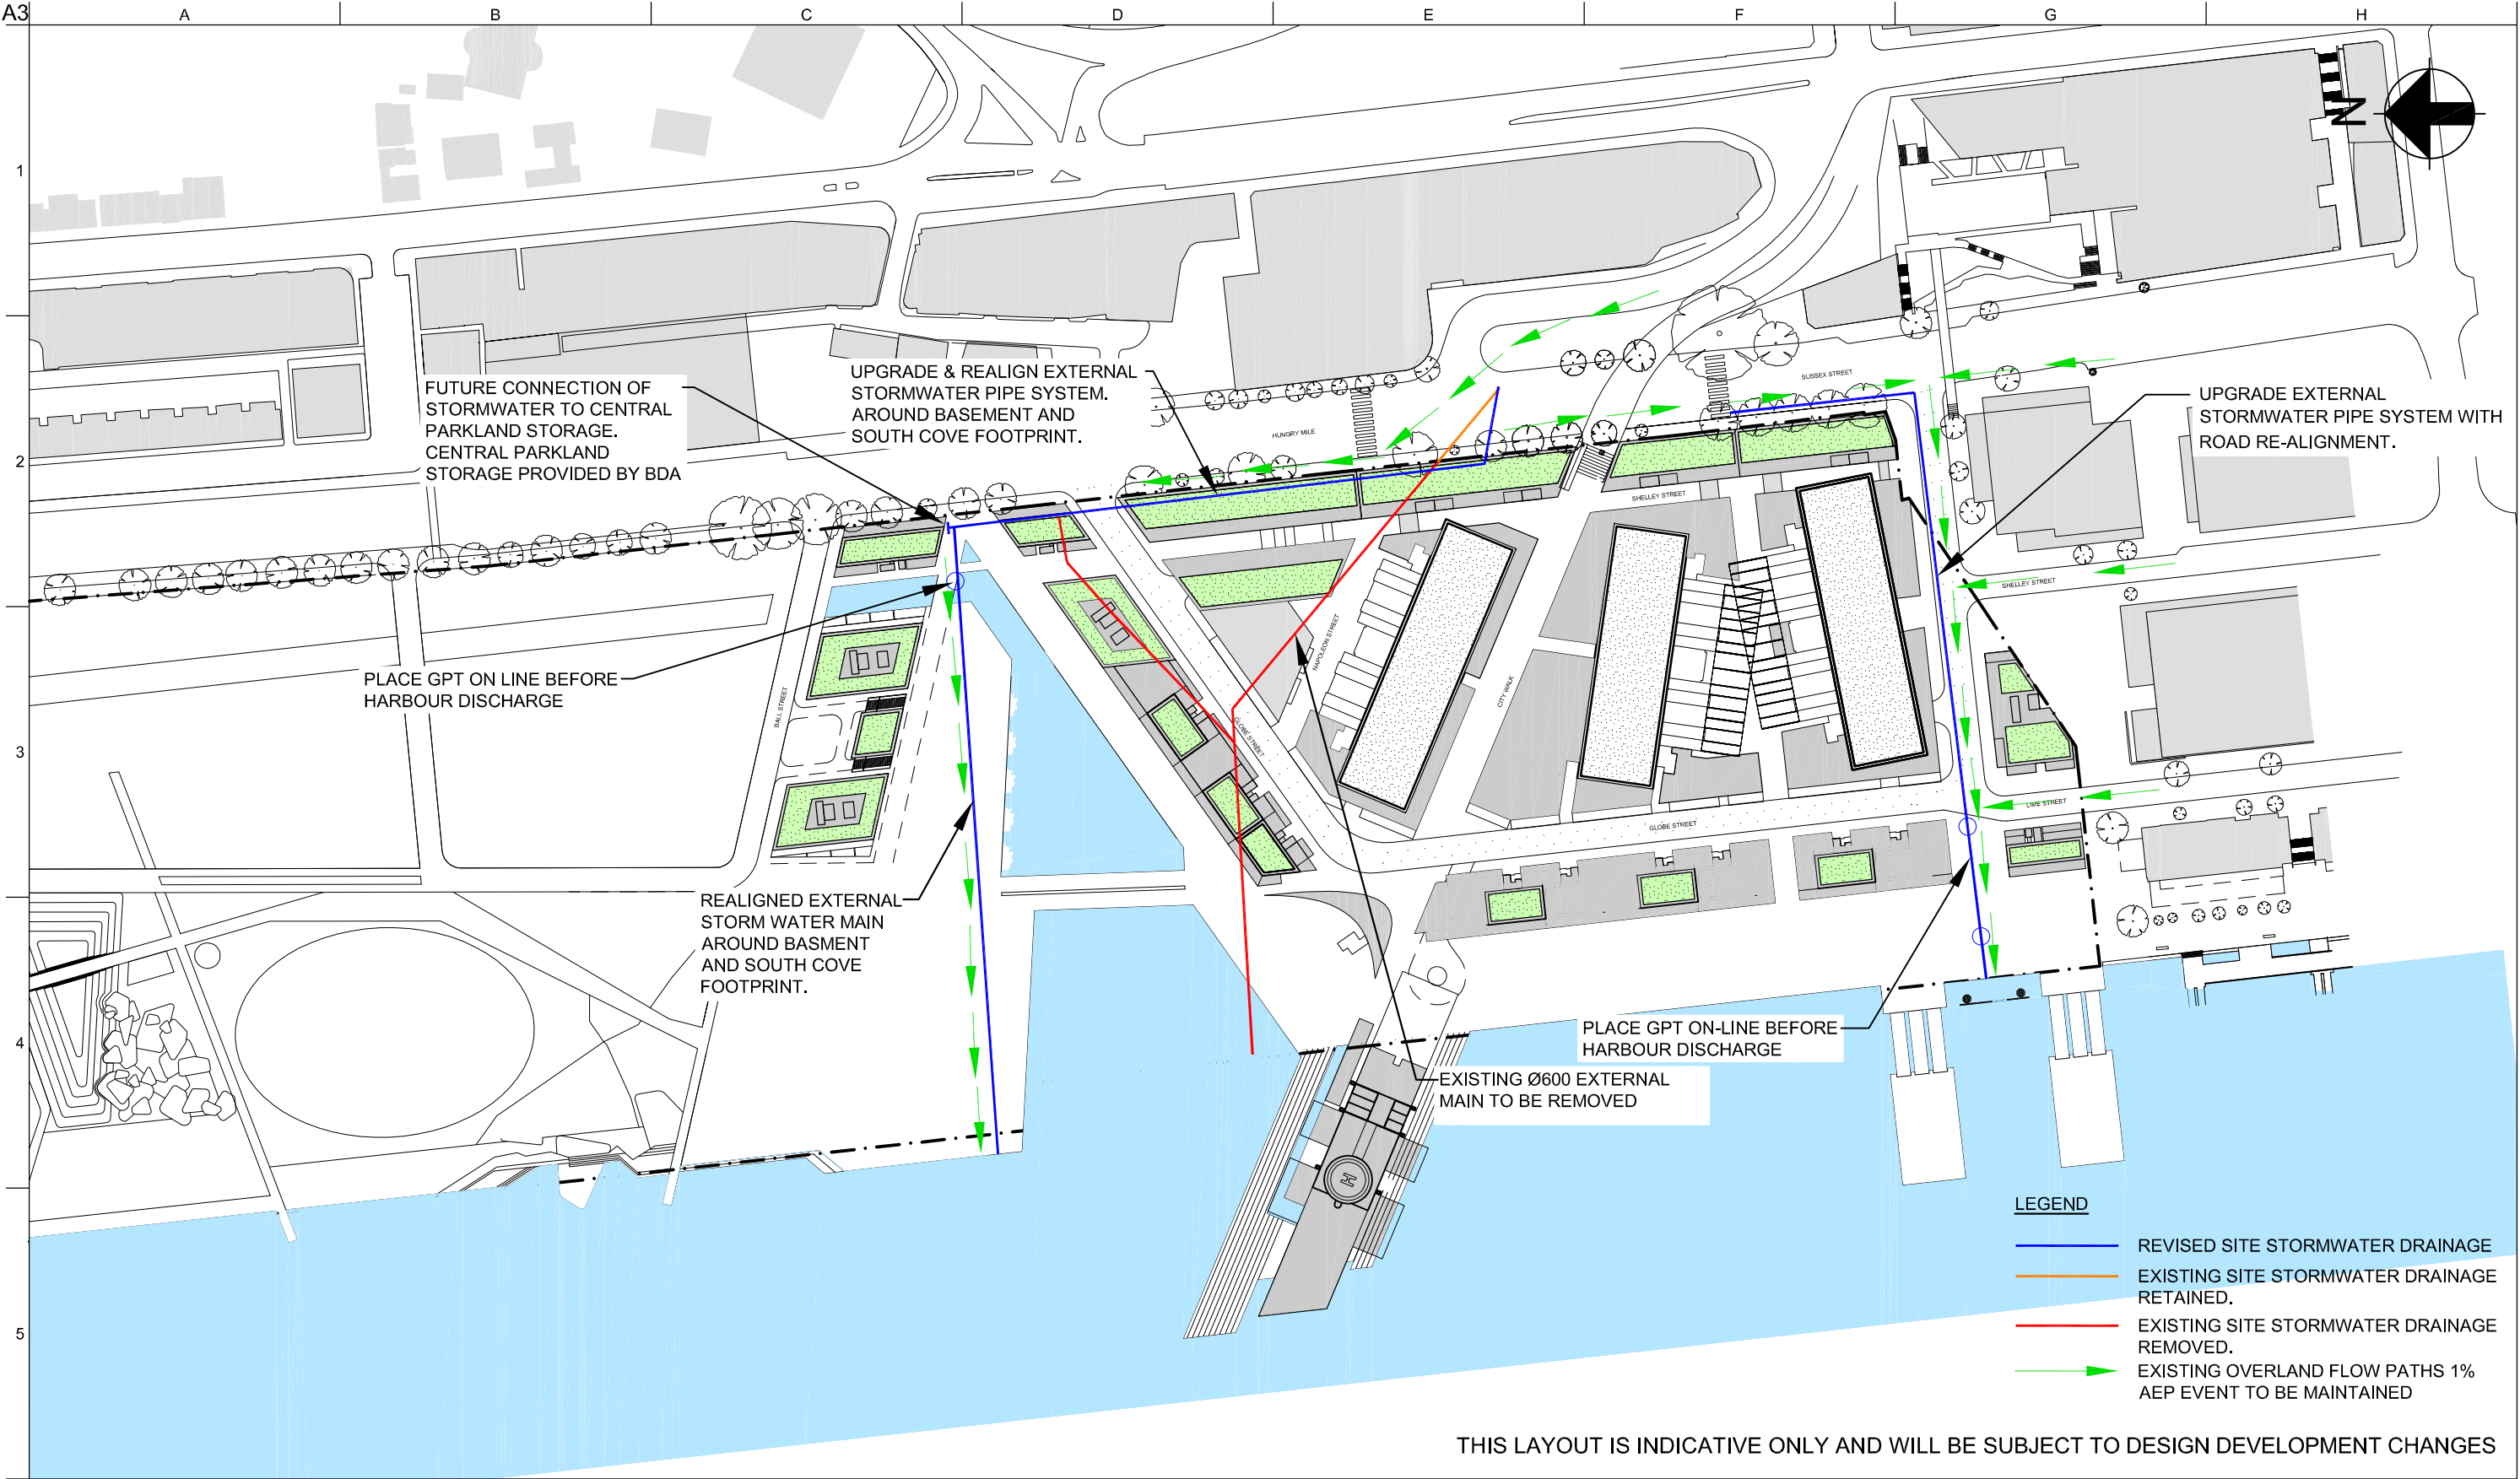 A3
A
B
C
D
E
F
G
H
N
1
2
3
4
5
FUTURE CONNECTION OF
STORMWATER TO CENTRAL
PARKLAND STORAGE.
CENTRAL PARKLAND
STORAGE PROVIDED BY BDA
UPGRADE & REALIGN EXTERNAL
STORMWATER PIPE SYSTEM.
AROUND BASEMENT AND
SOUTH COVE FOOTPRINT.
UPGRADE EXTERNAL
STORMWATER PIPE SYSTEM WITH
ROAD RE-ALIGNMENT.
SUSSEX STREET
HUNGRY MILE
SHELLEY STREET
SHELLEY STREET
NAPOLEON STREET
CITY WALK
BALL STREET
GLOBE STREET
GLOBE STREET
LIME STREET
PLACE GPT ON LINE BEFORE
HARBOUR DISCHARGE
REALIGNED EXTERNAL
STORM WATER MAIN
AROUND BASMENT
AND SOUTH COVE
FOOTPRINT.
PLACE GPT ON-LINE BEFORE
HARBOUR DISCHARGE
EXISTING Ø600 EXTERNAL
MAIN TO BE REMOVED
H
LEGEND
REVISED SITE STORMWATER DRAINAGE
EXISTING SITE STORMWATER DRAINAGE
RETAINED.
EXISTING SITE STORMWATER DRAINAGE
REMOVED.
EXISTING OVERLAND FLOW PATHS 1%
AEP EVENT TO BE MAINTAINED
THIS LAYOUT IS INDICATIVE ONLY AND WILL BE SUBJECT TO DESIGN DEVELOPMENT CHANGES